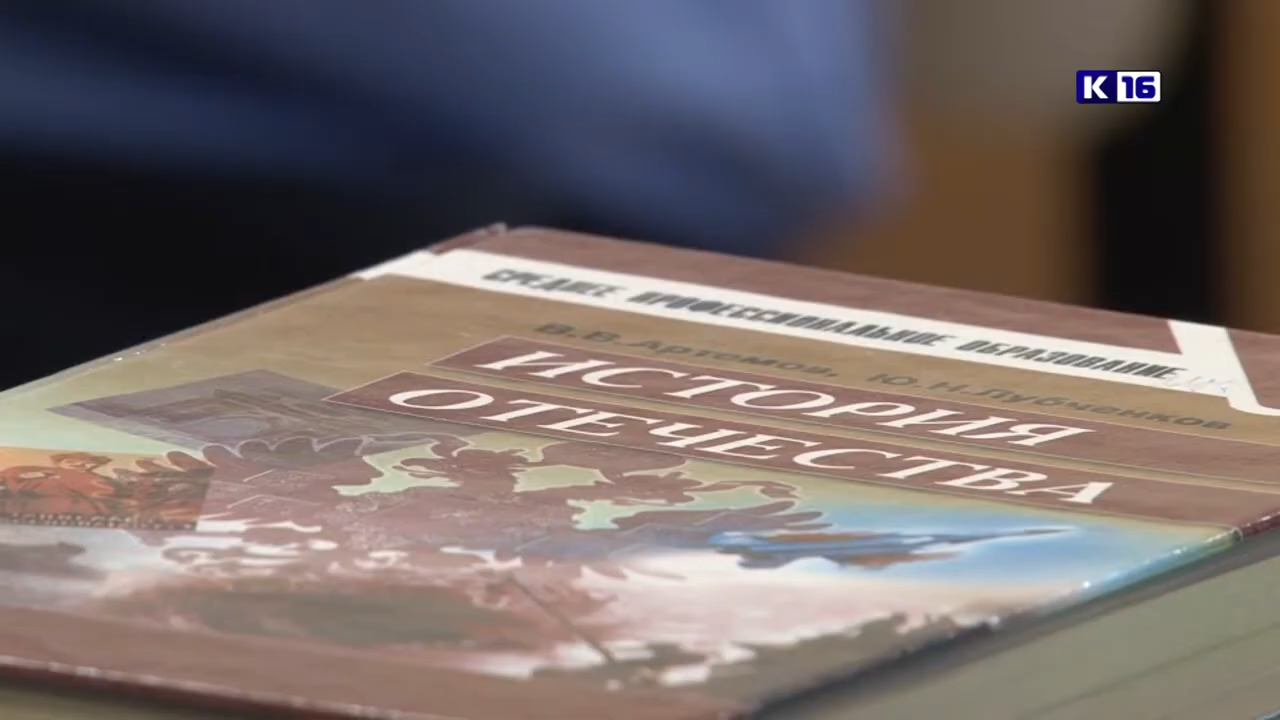 K 16
СРЕДНЕЕ ПРОФЕССИОНАЛЬНОЕ ОБРАЗОВАНИЕ
В.В.Артемов, Ю.Н.Лубченков
ИСТОРИЯ
ОТЕЧЕСТВА